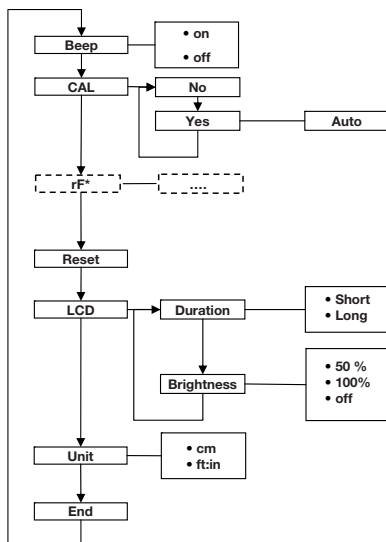 Beep
• on
• off
CAL
No
Yes
Auto
rF*
....
Reset
LCD
Duration
• Short
• Long
Brightness
• 50 %
• 100%
• off
Unit
• cm
• ft:in
End